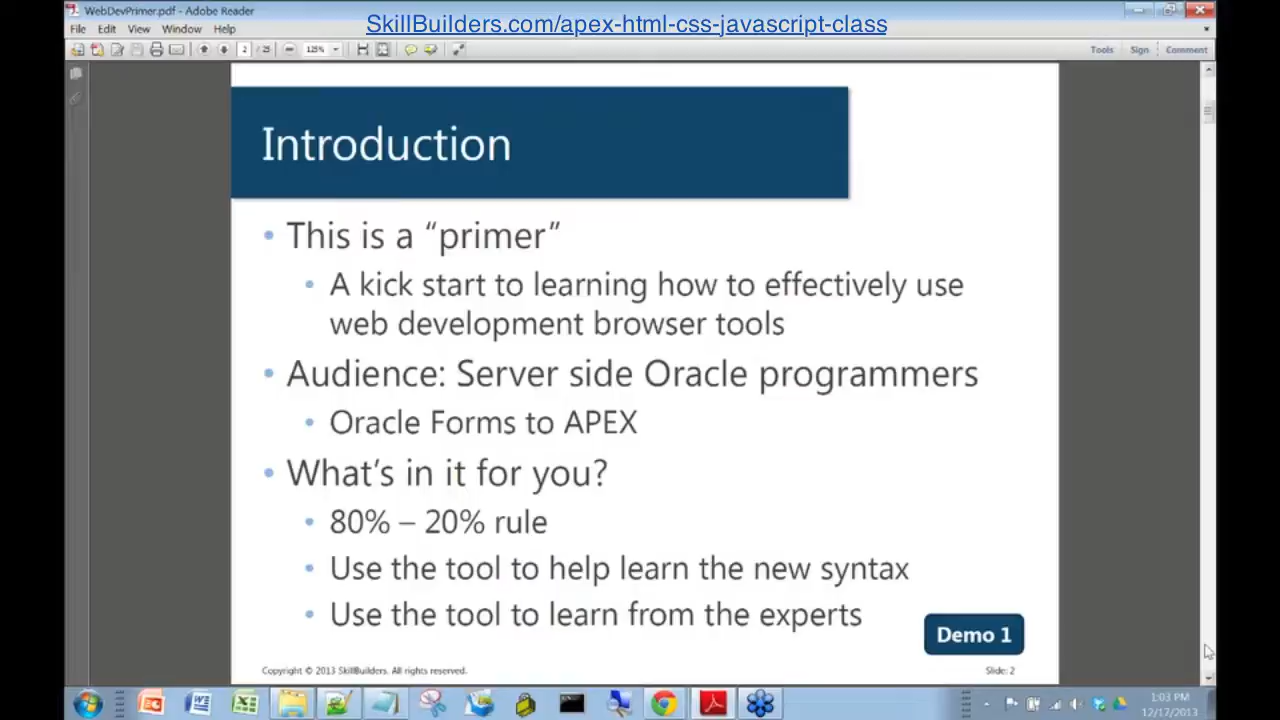 WebDevPrimer.pdf - Adobe Reader
SkillBuilders.com/apex-html-css-javascript-class
File Edit View Window Help
2 / 25 125%
Tools Sign Comment
Introduction
• This is a “primer”
• A kick start to learning how to effectively use
web development browser tools
• Audience: Server side Oracle programmers
• Oracle Forms to APEX
• What’s in it for you?
• 80% – 20% rule
• Use the tool to help learn the new syntax
• Use the tool to learn from the experts
Demo 1
Copyright © 2013 SkillBuilders. All rights reserved.
Slide: 2
1:03 PM
12/17/2013